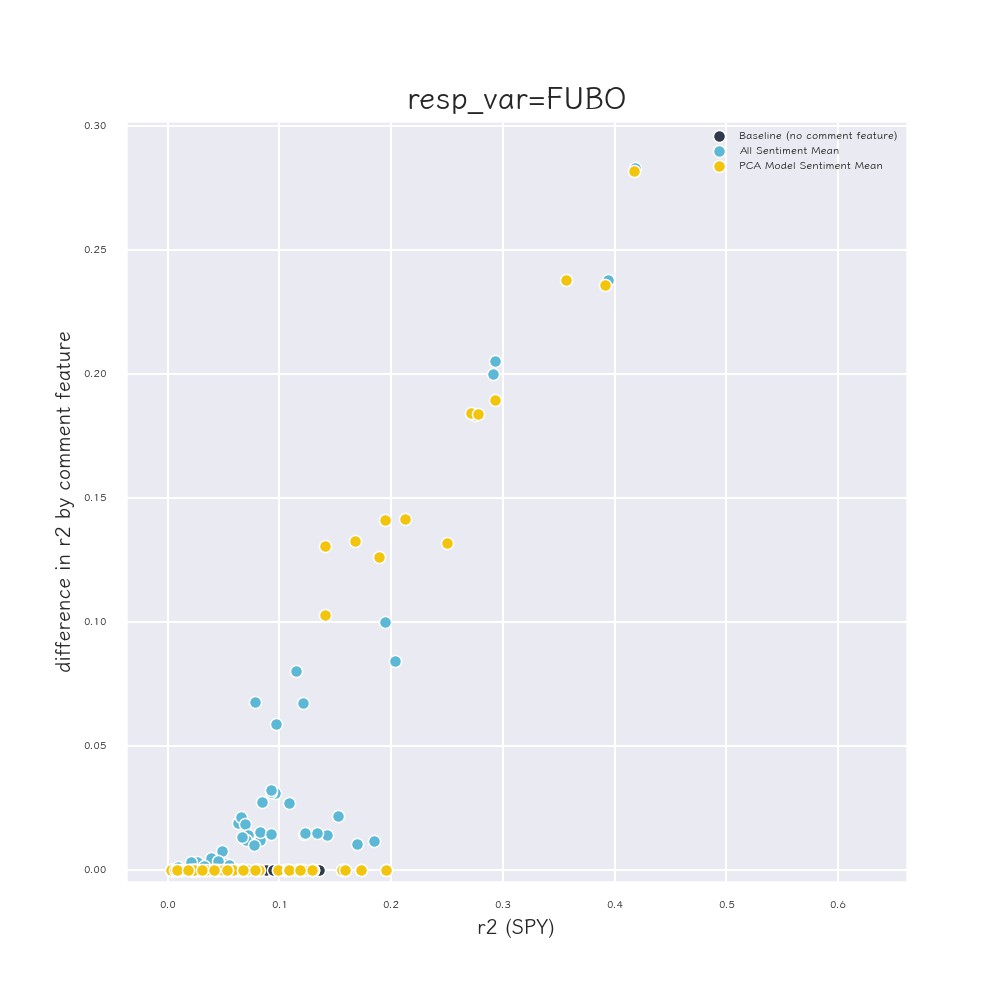 resp_var=FUBO
Baseline (no comment feature)
All Sentiment Mean
PCA Model Sentiment Mean
difference in r2 by comment feature
0.30
0.25
0.20
0.15
0.10
0.05
0.00
0.0 0.1 0.2 0.3 0.4 0.5 0.6
r2 (SPY)